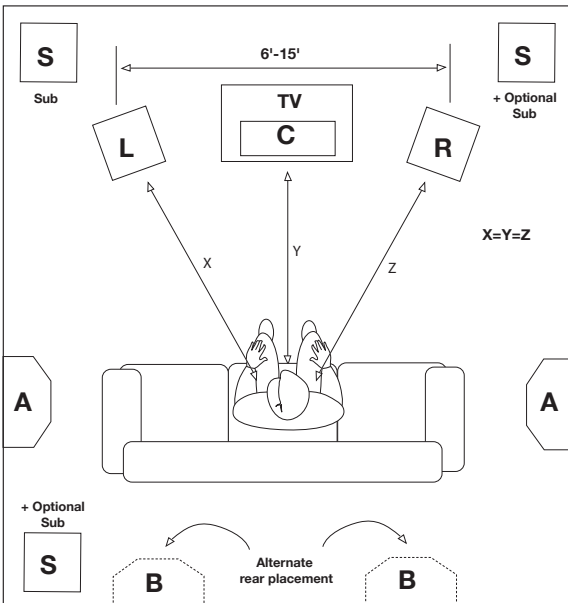 6'-15'
S
S
Sub
+ Optional
Sub
TV
C
L
R
X=Y=Z
X
Y
Z
A
A
+ Optional
Sub
S
Alternate
rear placement
B
B